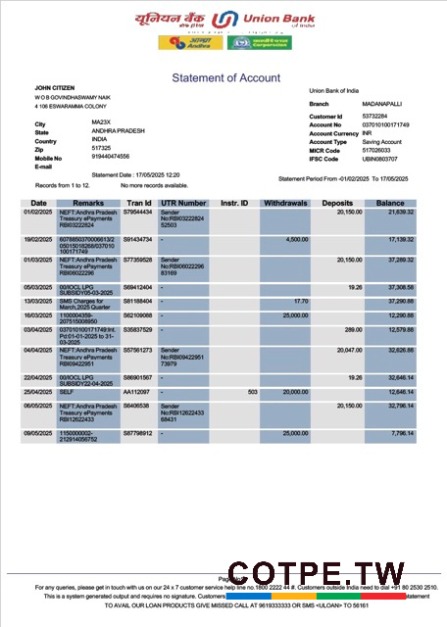 यूनियन बैंक Union Bank
of India
आन्ध्रा Andhra
Corporation
Statement of Account
JOHN CITIZEN
W O B GOVINDHASWAMY NAIK
4 106 ESWARAMMA COLONY
City MA23X
State ANDHRA PRADESH
Country INDIA
Zip 517325
Mobile No 919440474556
E-mail
Union Bank of India
Branch MADANAPALLI
Customer Id 53732284
Account No 037010100171749
Account Currency INR
Account Type Saving Account
MICR Code 517026033
IFSC Code UBIN0803707
Statement Date : 17/05/2025 12:20
Statement Period From -01/02/2025 To 17/05/2025
Records from 1 to 12. No more records available.
Date Remarks Tran Id UTR Number Instr. ID Withdrawals Deposits Balance
01/02/2025 NEFT:Andhra Pradesh S79544434 Sender 20,150.00 21,639.32
Treasury ePayments No:RBI03222824
RBI03222824 52503
19/02/2025 607885037000661​3/2 S91434734 - 4,500.00 17,139.32
05015018268/037010
100171749
01/03/2025 NEFT:Andhra Pradesh S77359528 Sender 20,150.00 37,289.32
Treasury ePayments No:RBI06022296
RBI06022296 83169
05/03/2025 00/IOCL LPG S69412404 - 19.26 37,308.58
SUBSIDY05-03-2025
13/03/2025 SMS Charges for S81188404 - 17.70 37,290.88
March,2025 Quarter
16/03/2025 1100004359- S62109088 - 25,000.00 12,290.88
207515008950
03/04/2025 037010100171749:Int. S35837529 - 289.00 12,579.88
Pd:01-01-2025 to 31-
03-2025
04/04/2025 NEFT:Andhra Pradesh S57561273 Sender 20,047.00 32,626.88
Treasury ePayments No:RBI09422951
RBI09422951 73979
22/04/2025 00/IOCL LPG S86901567 - 19.26 32,646.14
SUBSIDY22-04-2025
25/04/2025 SELF AA112097 - 503 20,000.00 12,646.14
06/05/2025 NEFT:Andhra Pradesh S6406538 Sender 20,150.00 32,796.14
Treasury ePayments No:RBI12622433
RBI12622433 68431
09/05/2025 1150000002- S87798912 - 25,000.00 7,796.14
212914056752
COTPE.TW
For any queries, please get in touch with us on our 24 x 7 customer service help line no.1800 2222 44 #. Customers outside India need to dial +91 80 2530 2510.
This is a system generated output and requires no signature. Customers statement
TO AVAIL OUR LOAN PRODUCTS GIVE MISSED CALL AT 9619333333 OR SMS <ULOAN> TO 56161